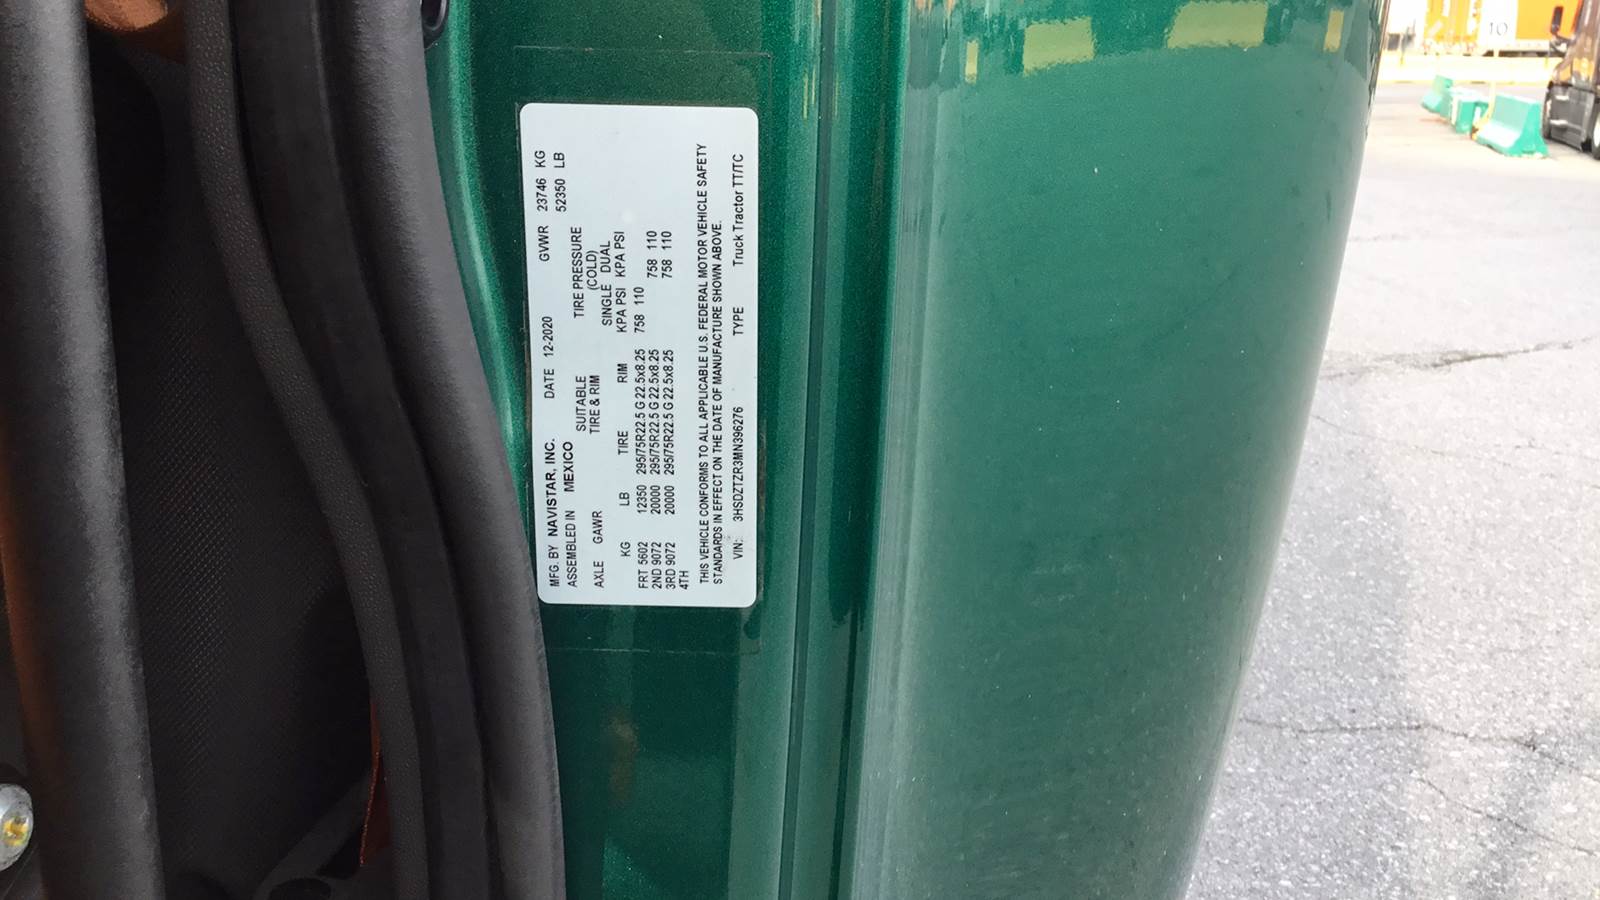 MFG. BY NAVISTAR, INC. DATE 12-2020 GVWR 23746 KG
ASSEMBLED IN MEXICO 52350 LB
SUITABLE TIRE PRESSURE
AXLE GAWR TIRE & RIM (COLD)
SINGLE DUAL
KG LB TIRE RIM KPA PSI KPA PSI
FRT 5602 12350 295/75R22.5 G 22.5x8.25 758 110
2ND 9072 20000 295/75R22.5 G 22.5x8.25 758 110
3RD 9072 20000 295/75R22.5 G 22.5x8.25 758 110
4TH
THIS VEHICLE CONFORMS TO ALL APPLICABLE U.S. FEDERAL MOTOR VEHICLE SAFETY
STANDARDS IN EFFECT ON THE DATE OF MANUFACTURE SHOWN ABOVE.
VIN: 3HSDZTZR3MN396276 TYPE Truck Tractor TT/TC
10